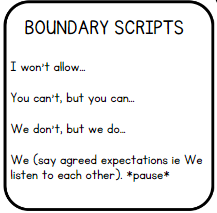 BOUNDARY SCRIPTS
I won't allow...
You can't, but you can...
We don't, but we do...
We (say agreed expectations ie We
listen to each other). *pause*